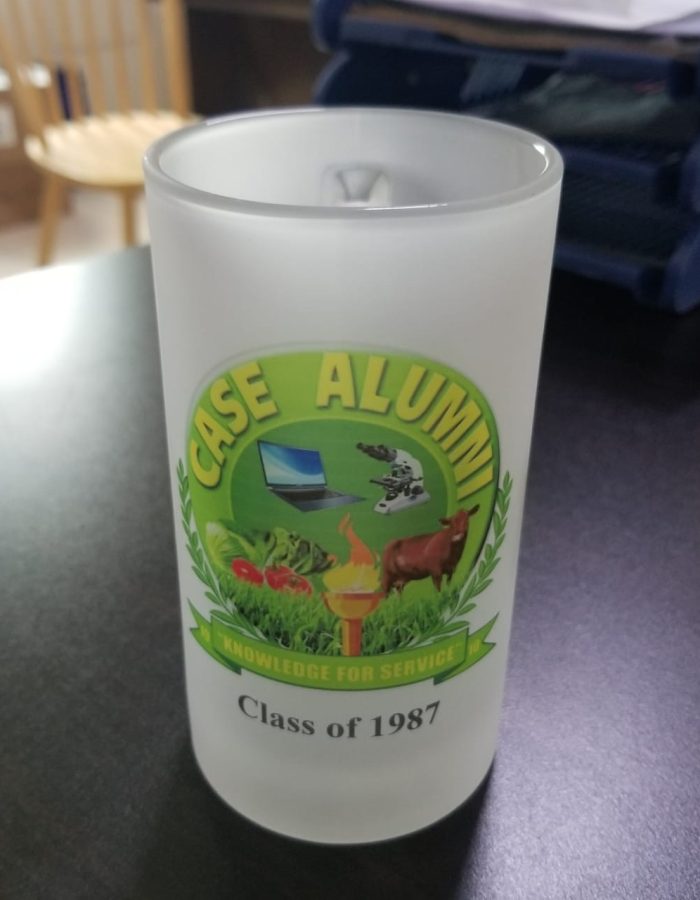 CASE ALUMNI
"KNOWLEDGE FOR SERVICE"
Class of 1987